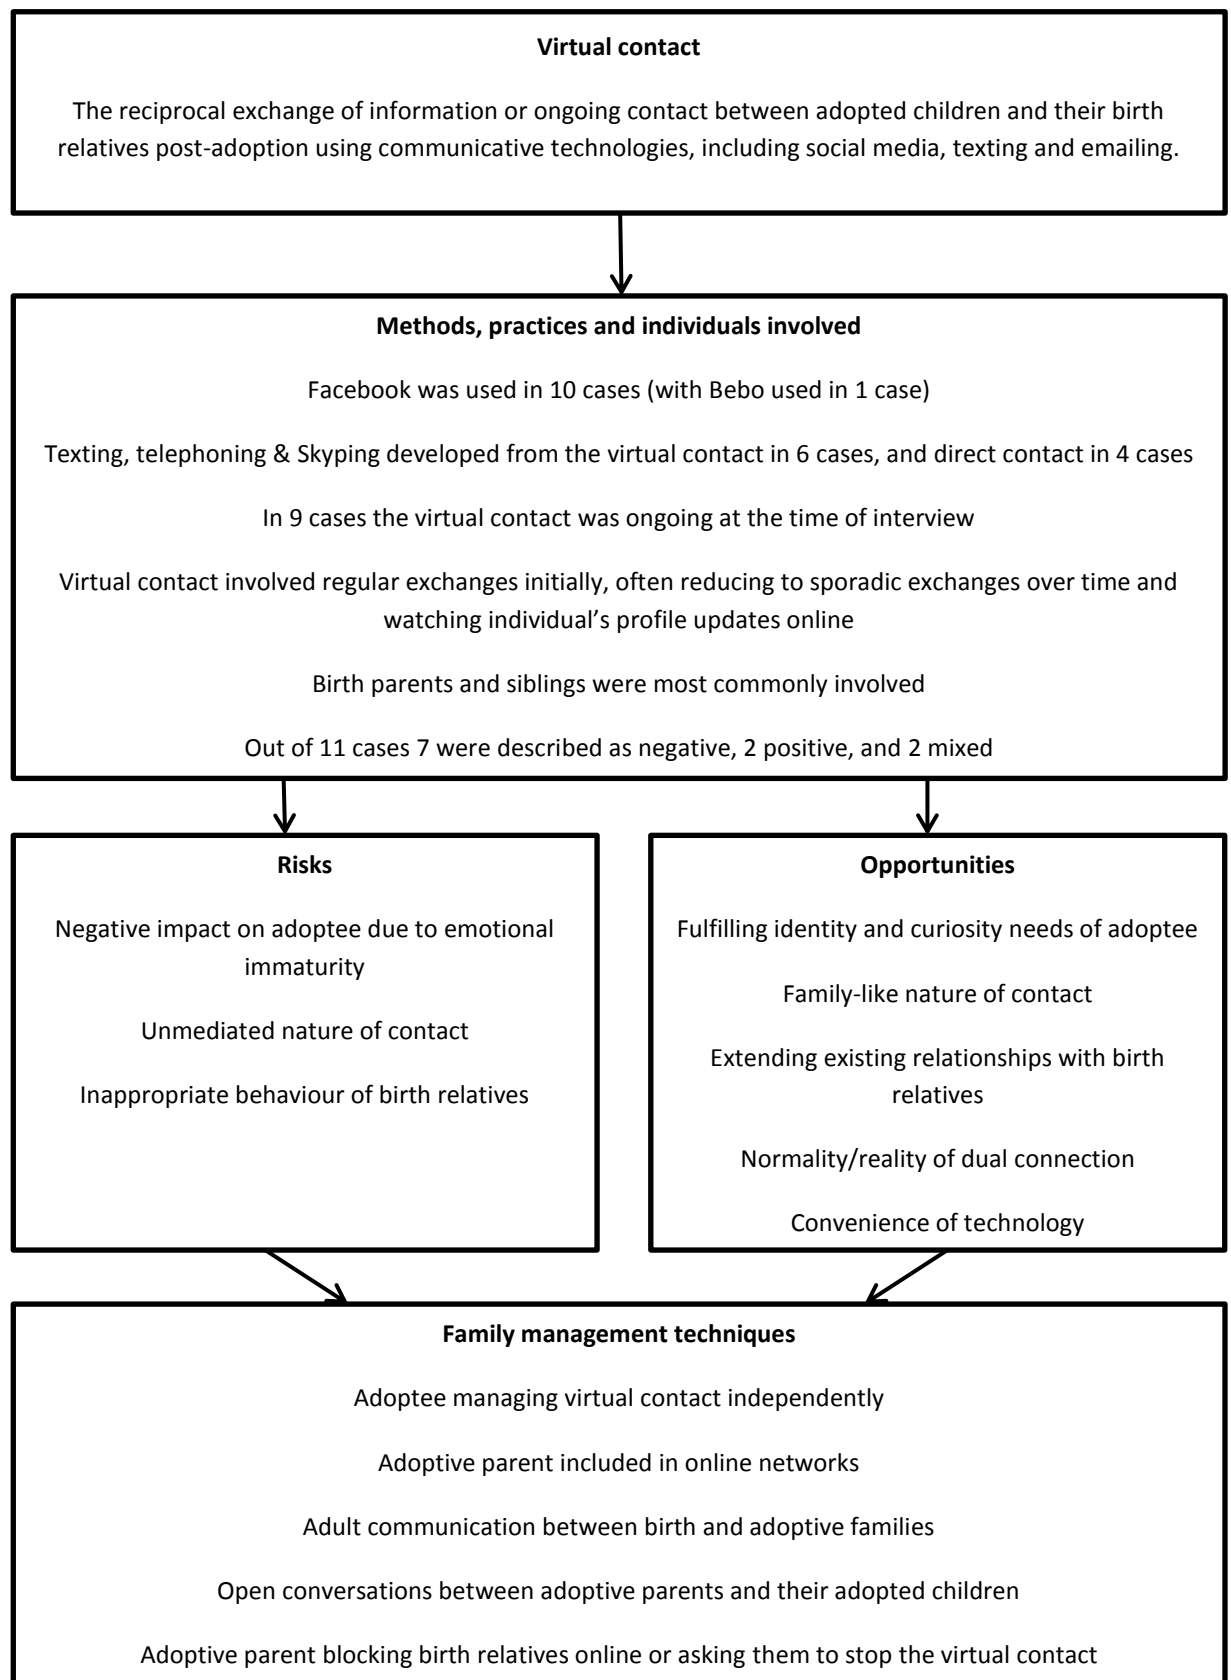 Virtual contact
The reciprocal exchange of information or ongoing contact between adopted children and their birth
relatives post-adoption using communicative technologies, including social media, texting and emailing.
Methods, practices and individuals involved
Facebook was used in 10 cases (with Bebo used in 1 case)
Texting, telephoning & Skyping developed from the virtual contact in 6 cases, and direct contact in 4 cases
In 9 cases the virtual contact was ongoing at the time of interview
Virtual contact involved regular exchanges initially, often reducing to sporadic exchanges over time and
watching individual’s profile updates online
Birth parents and siblings were most commonly involved
Out of 11 cases 7 were described as negative, 2 positive, and 2 mixed
Risks
Negative impact on adoptee due to emotional
immaturity
Unmediated nature of contact
Inappropriate behaviour of birth relatives
Opportunities
Fulfilling identity and curiosity needs of adoptee
Family-like nature of contact
Extending existing relationships with birth
relatives
Normality/reality of dual connection
Convenience of technology
Family management techniques
Adoptee managing virtual contact independently
Adoptive parent included in online networks
Adult communication between birth and adoptive families
Open conversations between adoptive parents and their adopted children
Adoptive parent blocking birth relatives online or asking them to stop the virtual contact